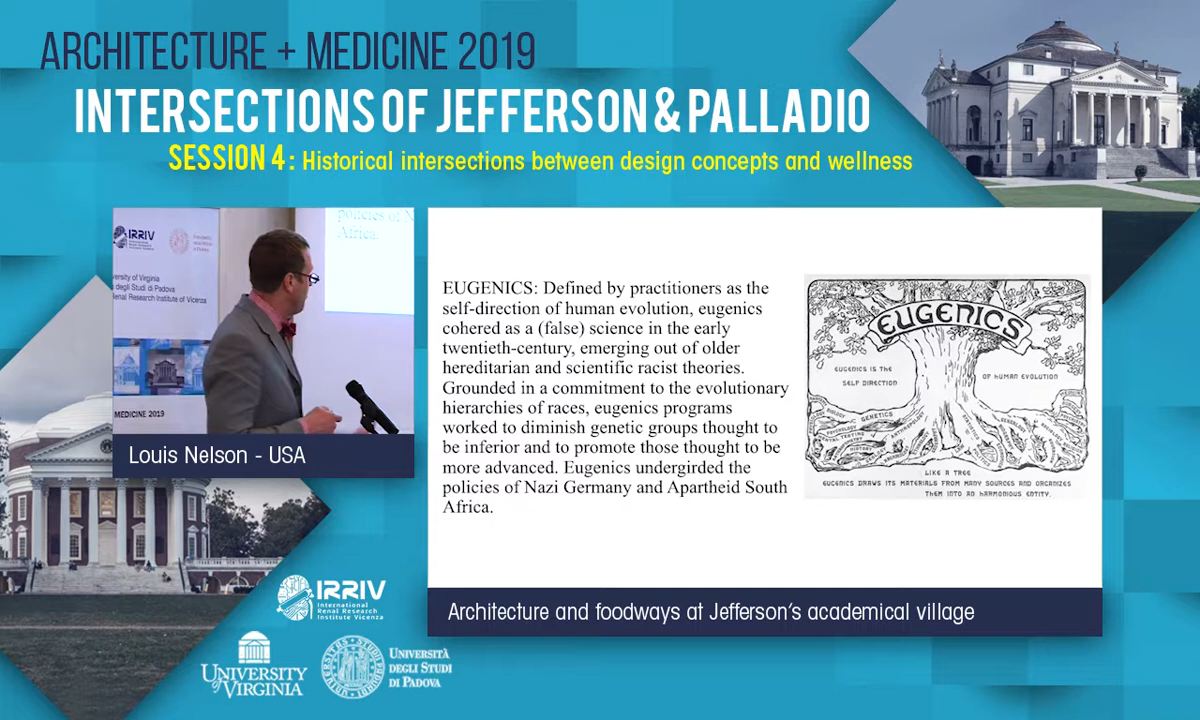 ARCHITECTURE + MEDICINE 2019
INTERSECTIONS OF JEFFERSON & PALLADIO
SESSION 4: Historical intersections between design concepts and wellness
policies of N
Africa.
IRRIV
versity of Virginia
degli Studi di Padova
enal Research Institute of Vicenza
MEDICINE 2019
Louis Nelson - USA
EUGENICS: Defined by practitioners as the
self-direction of human evolution, eugenics
cohered as a (false) science in the early
twentieth-century, emerging out of older
hereditarian and scientific racist theories.
Grounded in a commitment to the evolutionary
hierarchies of races, eugenics programs
worked to diminish genetic groups thought to
be inferior and to promote those thought to be
more advanced. Eugenics undergirded the
policies of Nazi Germany and Apartheid South
Africa.
EUGENICS
EUGENICS IS THE
SELF DIRECTION
OF HUMAN EVOLUTION
GENETICS
LIKE A TREE
EUGENICS DRAWS ITS MATERIALS FROM MANY SOURCES AND ORGANIZES
THEM INTO AN HARMONIOUS ENTITY.
Architecture and foodways at Jefferson's academical village
IRRIV
International
Renal Research
Institute Vicenza
UNIVERSITY
of VIRGINIA
UNIVERSITÀ
DEGLI STUDI
DI PADOVA